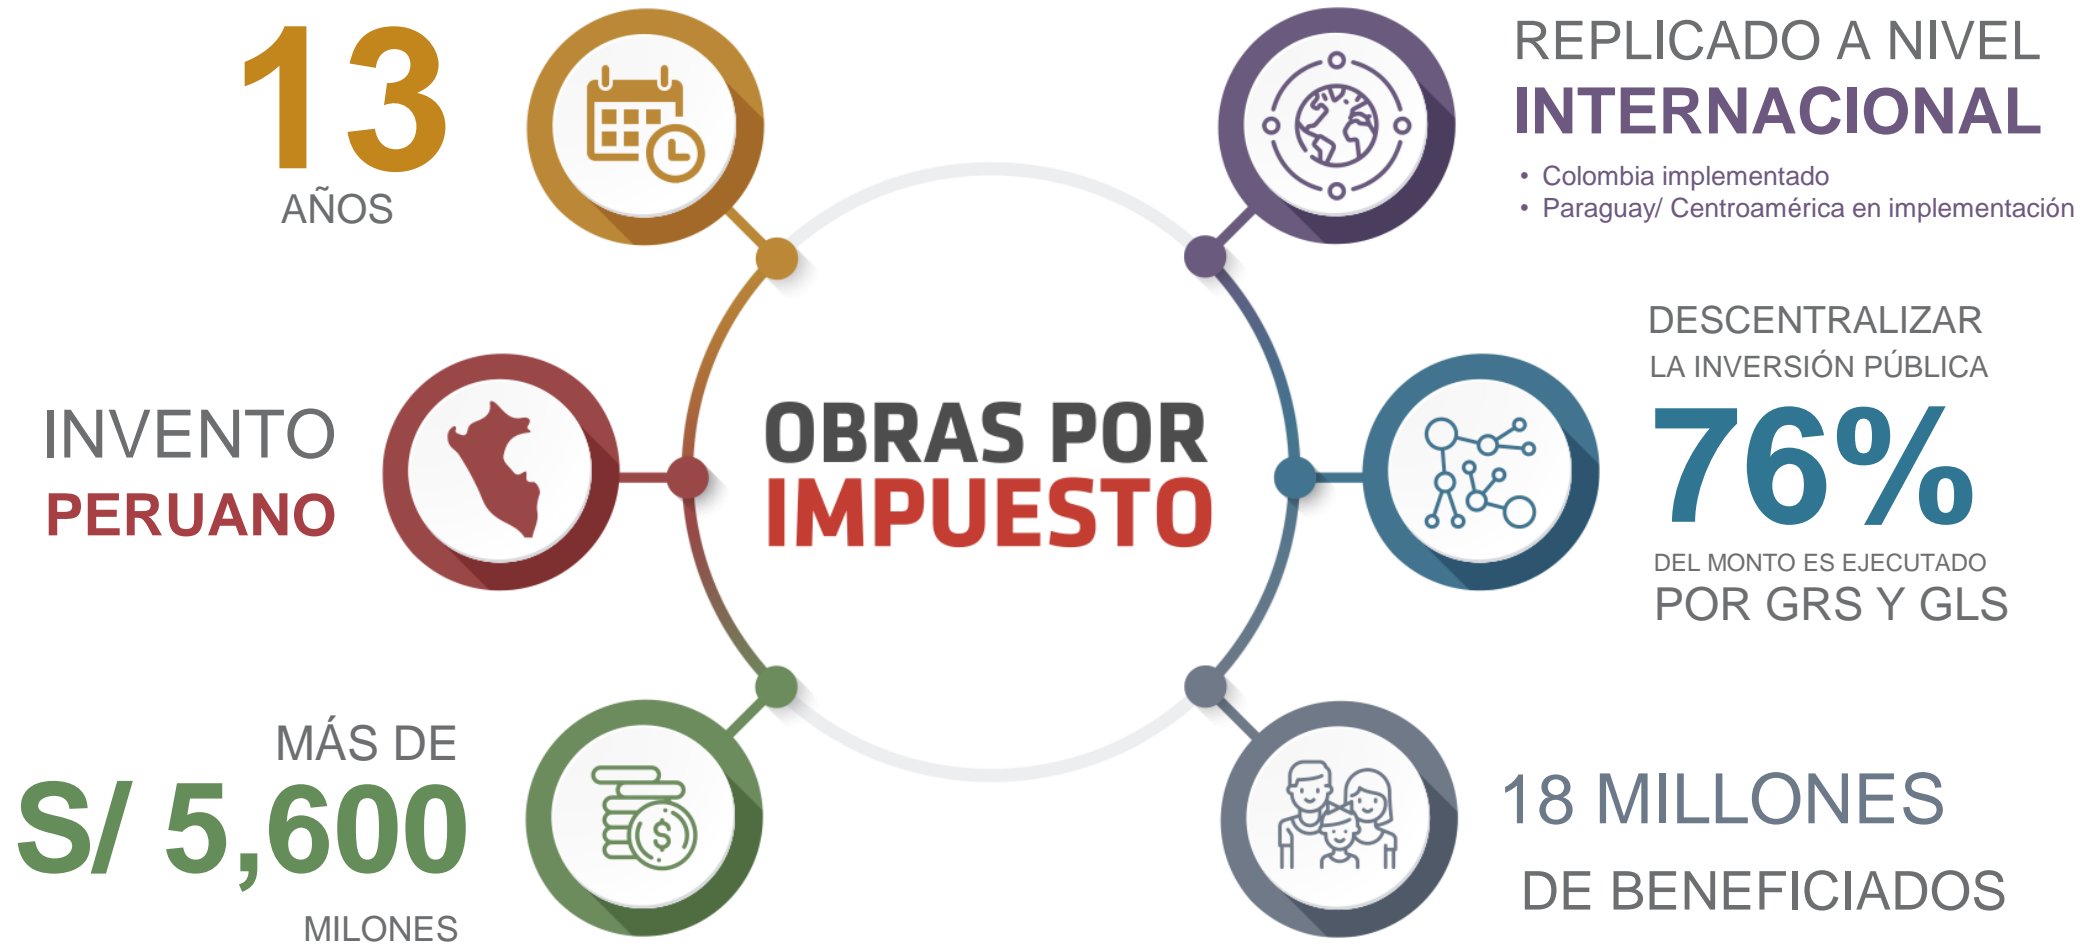 13
AÑOS
INVENTO
PERUANO
MÁS DE
S/ 5,600
MILONES
OBRAS POR
IMPUESTO
REPLICADO A NIVEL
INTERNACIONAL
• Colombia implementado
• Paraguay/ Centroamérica en implementación
DESCENTRALIZAR
LA INVERSIÓN PÚBLICA
76%
DEL MONTO ES EJECUTADO
POR GRS Y GLS
$
18 MILLONES
DE BENEFICIADOS